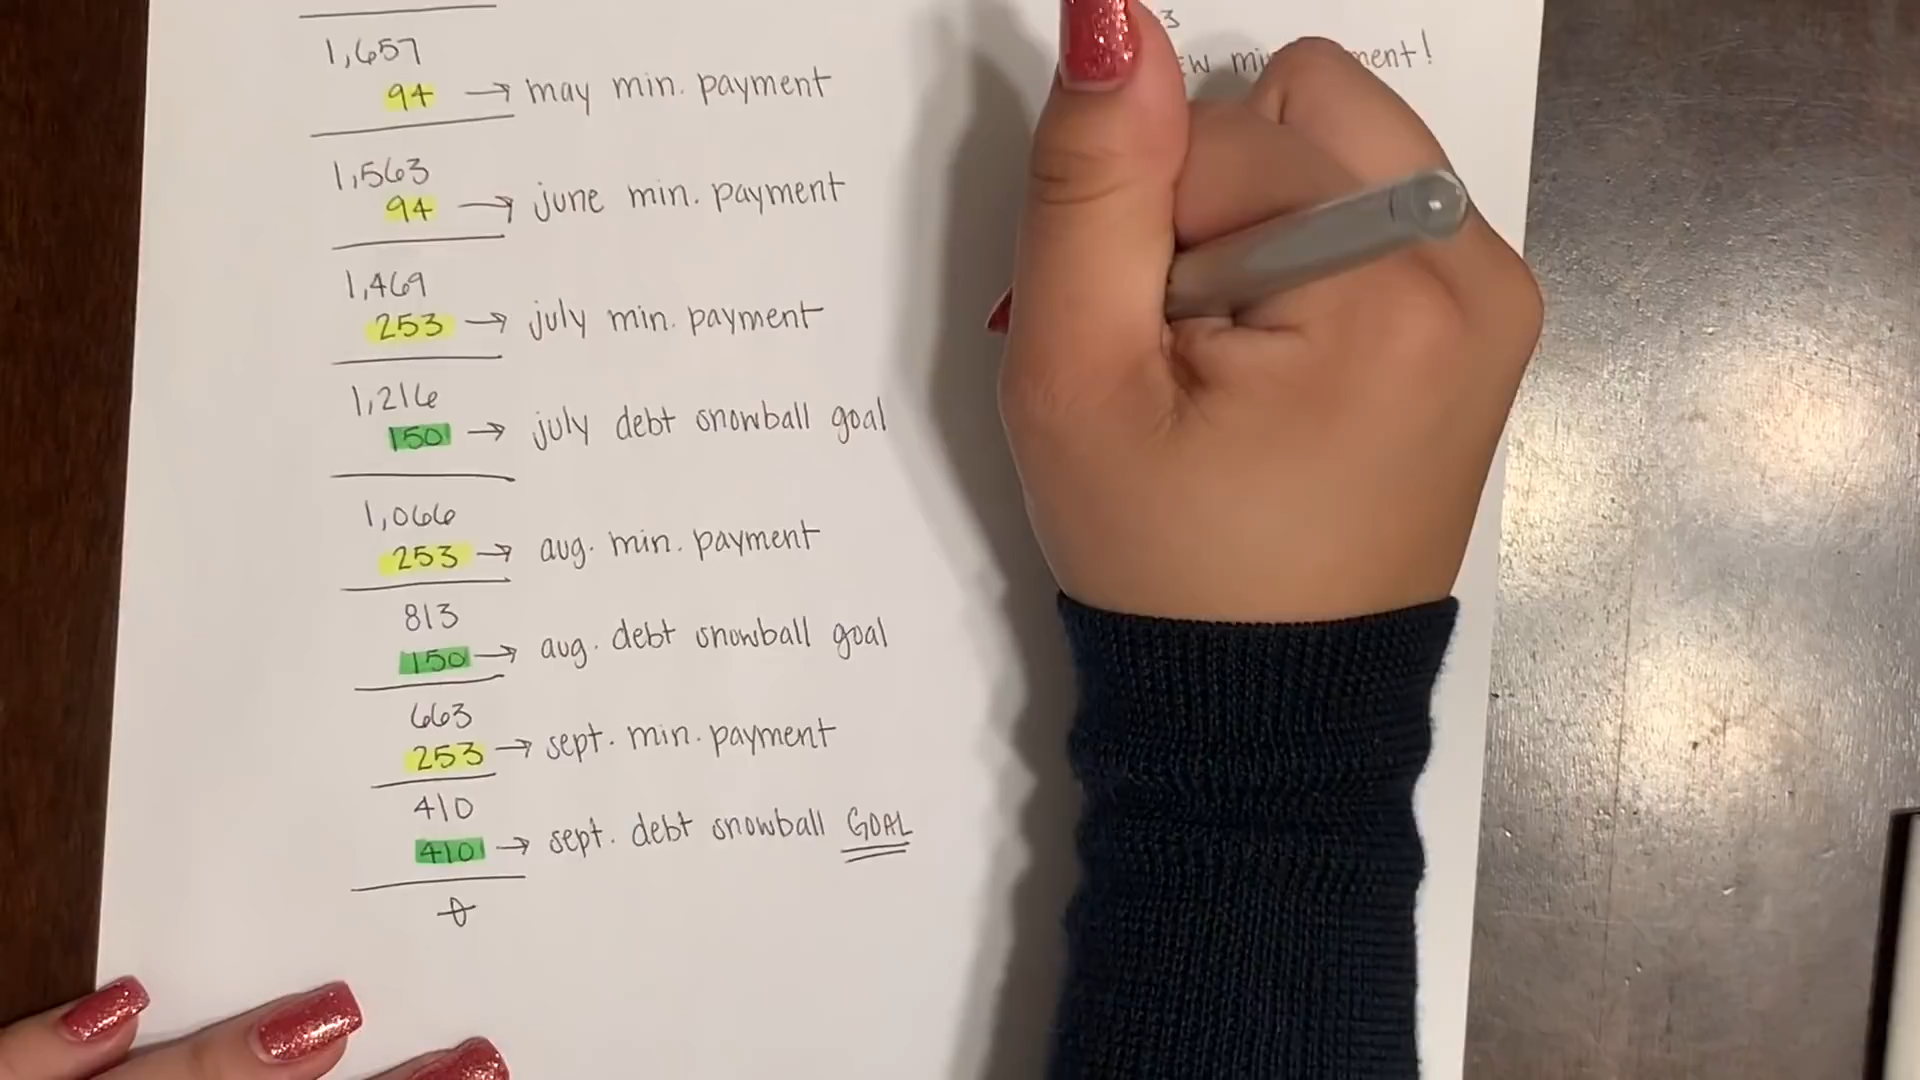 1,657
94 → may min. payment
1,563
94 → june min. payment
1,469
253 → july min. payment
1,216
150 → july debt snowball goal
1,066
253 → aug. min. payment
813
150 → aug. debt snowball goal
663
253 → sept. min. payment
410
410 → sept. debt snowball GOAL
0
3